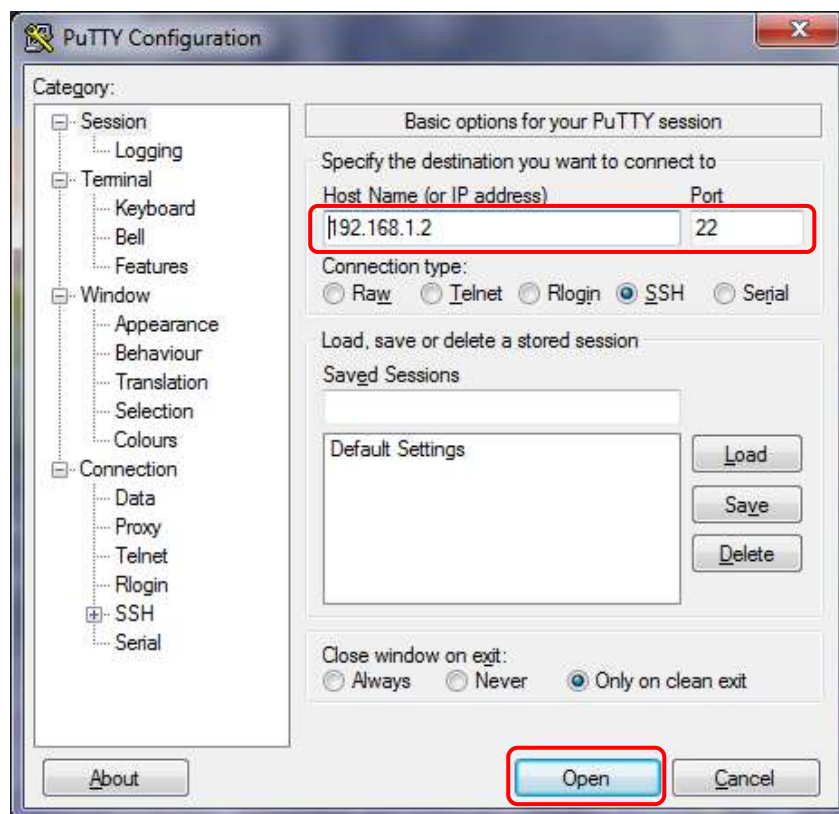 PuTTY Configuration
x
Category:
Session
Logging
Terminal
Keyboard
Bell
Features
Window
Appearance
Behaviour
Translation
Selection
Colours
Connection
Data
Proxy
Telnet
Rlogin
SSH
Serial
Basic options for your PuTTY session
Specify the destination you want to connect to
Host Name (or IP address) Port
192.168.1.2 22
Connection type:
Raw Telnet Rlogin SSH Serial
Load, save or delete a stored session
Saved Sessions
Default Settings
Load
Save
Delete
Close window on exit:
Always Never Only on clean exit
About Open Cancel